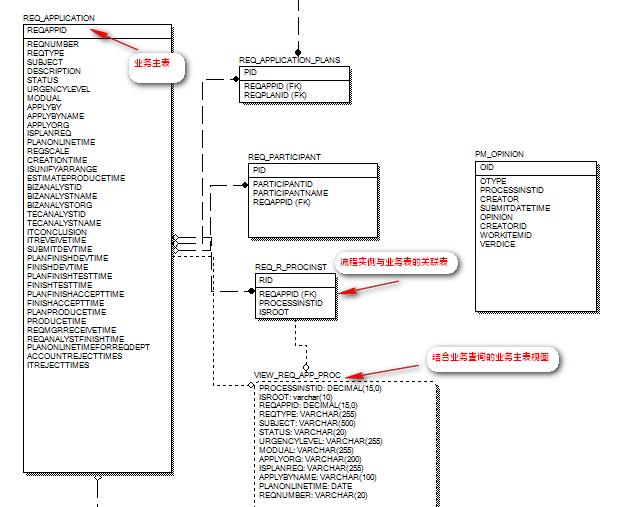 REQ_APPLICATION
REQAPPID
REQNUMBER
REQTYPE
SUBJECT
DESCRIPTION
STATUS
URGENCYLEVEL
MODUAL
APPLYBY
APPLYBYNAME
APPLYORG
ISPLANREQ
PLANONLINETIME
REQSCALE
CREATIONTIME
ISUNIFYARRANGE
ESTIMATEPRODUCETIME
BIZANALYSTID
BIZANALYSTNAME
BIZANALYSTORG
TECANALYSTID
TECANALYSTNAME
ITCONCLUSION
ITREVEIVETIME
SUBMITDEVTIME
PLANFINISHDEVTIME
FINISHDEVTIME
PLANFINISHTESTTIME
FINISHTESTTIME
PLANFINISHACCEPTTIME
FINISHACCEPTTIME
PLANPRODUCETIME
PRODUCETIME
REQMGRRECEIVETIME
REQANALYSTFINISHTIME
PLANONLINETIMEFORREQDEPT
ACCOUNTREJECTTIMES
ITREJECTTIMES
业务主表
REQ_APPLICATION_PLANS
PID
REQAPPID (FK)
REQPLANID (FK)
REQ_PARTICIPANT
PID
PARTICIPANTID
PARTICIPANTNAME
REQAPPID (FK)
PM_OPINION
OID
OTYPE
PROCESSINSTID
CREATOR
SUBMITDATETIME
OPINION
CREATORID
WORKITEMID
VERDICE
流程实例与业务表的关联表
REQ_R_PROCINST
RID
REQAPPID (FK)
PROCESSINSTID
ISROOT
结合业务查询的业务主表视图
VIEW_REQ_APP_PROC
PROCESSINSTID: DECIMAL(15,0)
ISROOT: varchar(10)
REQAPPID: DECIMAL(15,0)
REQTYPE: VARCHAR(255)
SUBJECT: VARCHAR(500)
STATUS: VARCHAR(20)
URGENCYLEVEL: VARCHAR(255)
MODUAL: VARCHAR(255)
APPLYORG: VARCHAR(200)
ISPLANREQ: VARCHAR(255)
APPLYBYNAME: VARCHAR(100)
PLANONLINETIME: DATE
REQNUMBER: VARCHAR(20)